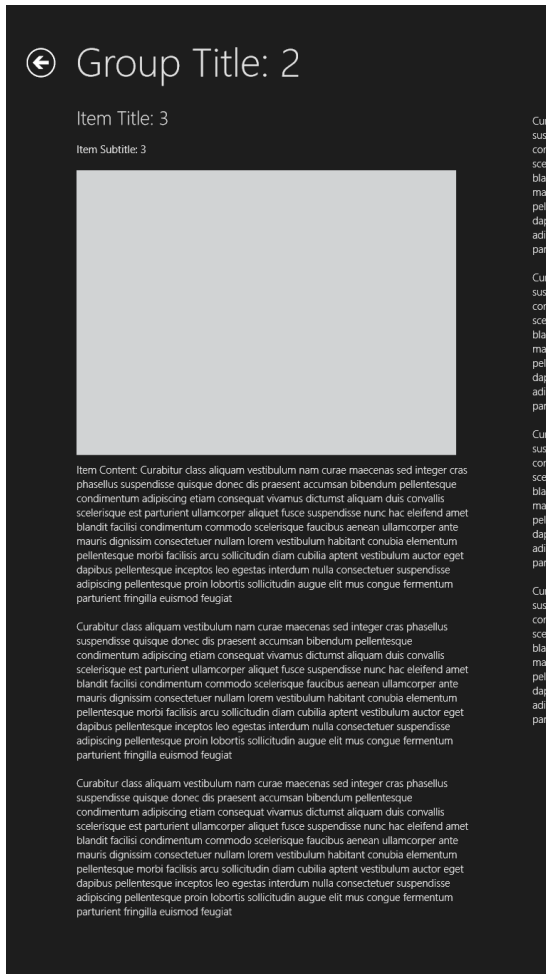 Group Title: 2
Item Title: 3
Item Subtitle: 3
Item Content: Curabitur class aliquam vestibulum nam curae maecenas sed integer cras
phasellus suspendisse quisque donec dis praesent accumsan bibendum pellentesque
condimentum adipiscing etiam consequat vivamus dictumst aliquam duis convallis
scelerisque est parturient ullamcorper aliquet fusce suspendisse nunc hac eleifend amet
blandit facilisi condimentum commodo scelerisque faucibus aenean ullamcorper ante
mauris dignissim consectetuer nullam lorem vestibulum habitant conubia elementum
pellentesque morbi facilisis arcu sollicitudin diam cubilia aptent vestibulum auctor eget
dapibus pellentesque inceptos leo egestas interdum nulla consectetuer suspendisse
adipiscing pellentesque proin lobortis sollicitudin augue elit mus congue fermentum
parturient fringilla euismod feugiat
Curabitur class aliquam vestibulum nam curae maecenas sed integer cras phasellus
suspendisse quisque donec dis praesent accumsan bibendum pellentesque
condimentum adipiscing etiam consequat vivamus dictumst aliquam duis convallis
scelerisque est parturient ullamcorper aliquet fusce suspendisse nunc hac eleifend amet
blandit facilisi condimentum commodo scelerisque faucibus aenean ullamcorper ante
mauris dignissim consectetuer nullam lorem vestibulum habitant conubia elementum
pellentesque morbi facilisis arcu sollicitudin diam cubilia aptent vestibulum auctor eget
dapibus pellentesque inceptos leo egestas interdum nulla consectetuer suspendisse
adipiscing pellentesque proin lobortis sollicitudin augue elit mus congue fermentum
parturient fringilla euismod feugiat
Curabitur class aliquam vestibulum nam curae maecenas sed integer cras phasellus
suspendisse quisque donec dis praesent accumsan bibendum pellentesque
condimentum adipiscing etiam consequat vivamus dictumst aliquam duis convallis
scelerisque est parturient ullamcorper aliquet fusce suspendisse nunc hac eleifend amet
blandit facilisi condimentum commodo scelerisque faucibus aenean ullamcorper ante
mauris dignissim consectetuer nullam lorem vestibulum habitant conubia elementum
pellentesque morbi facilisis arcu sollicitudin diam cubilia aptent vestibulum auctor eget
dapibus pellentesque inceptos leo egestas interdum nulla consectetuer suspendisse
adipiscing pellentesque proin lobortis sollicitudin augue elit mus congue fermentum
parturient fringilla euismod feugiat